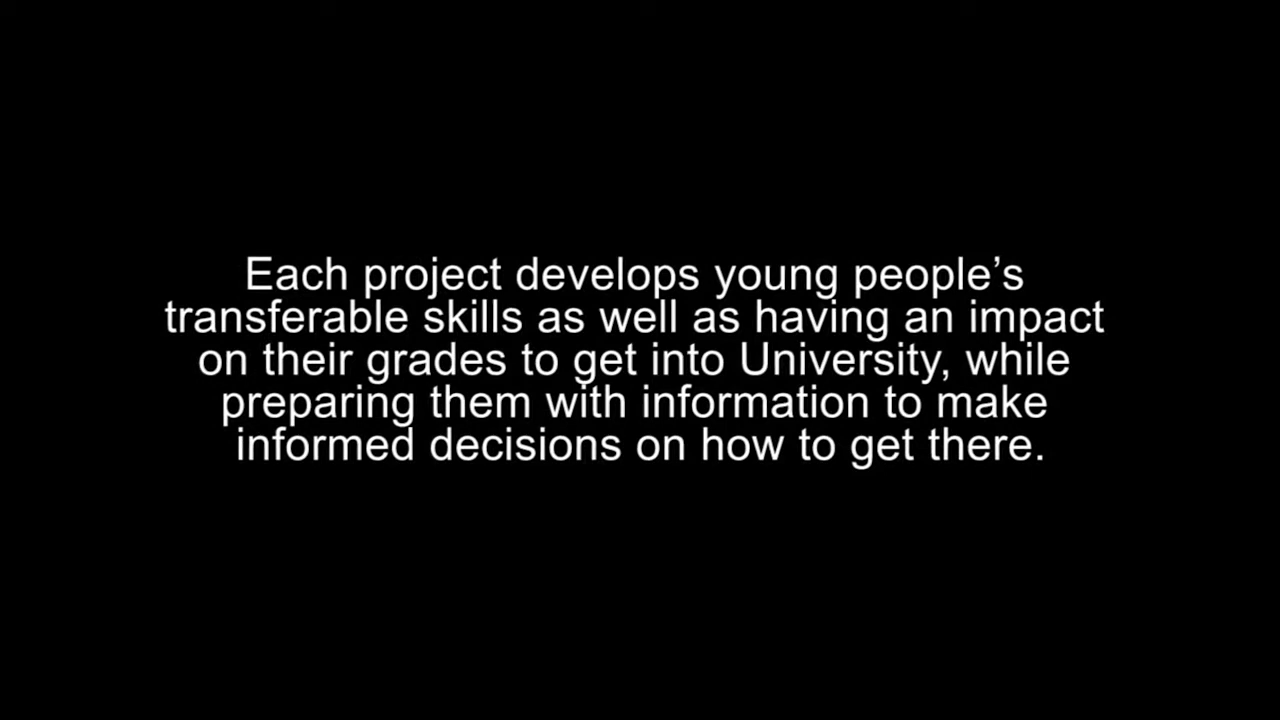 Each project develops young people’s
transferable skills as well as having an impact
on their grades to get into University, while
preparing them with information to make
informed decisions on how to get there.